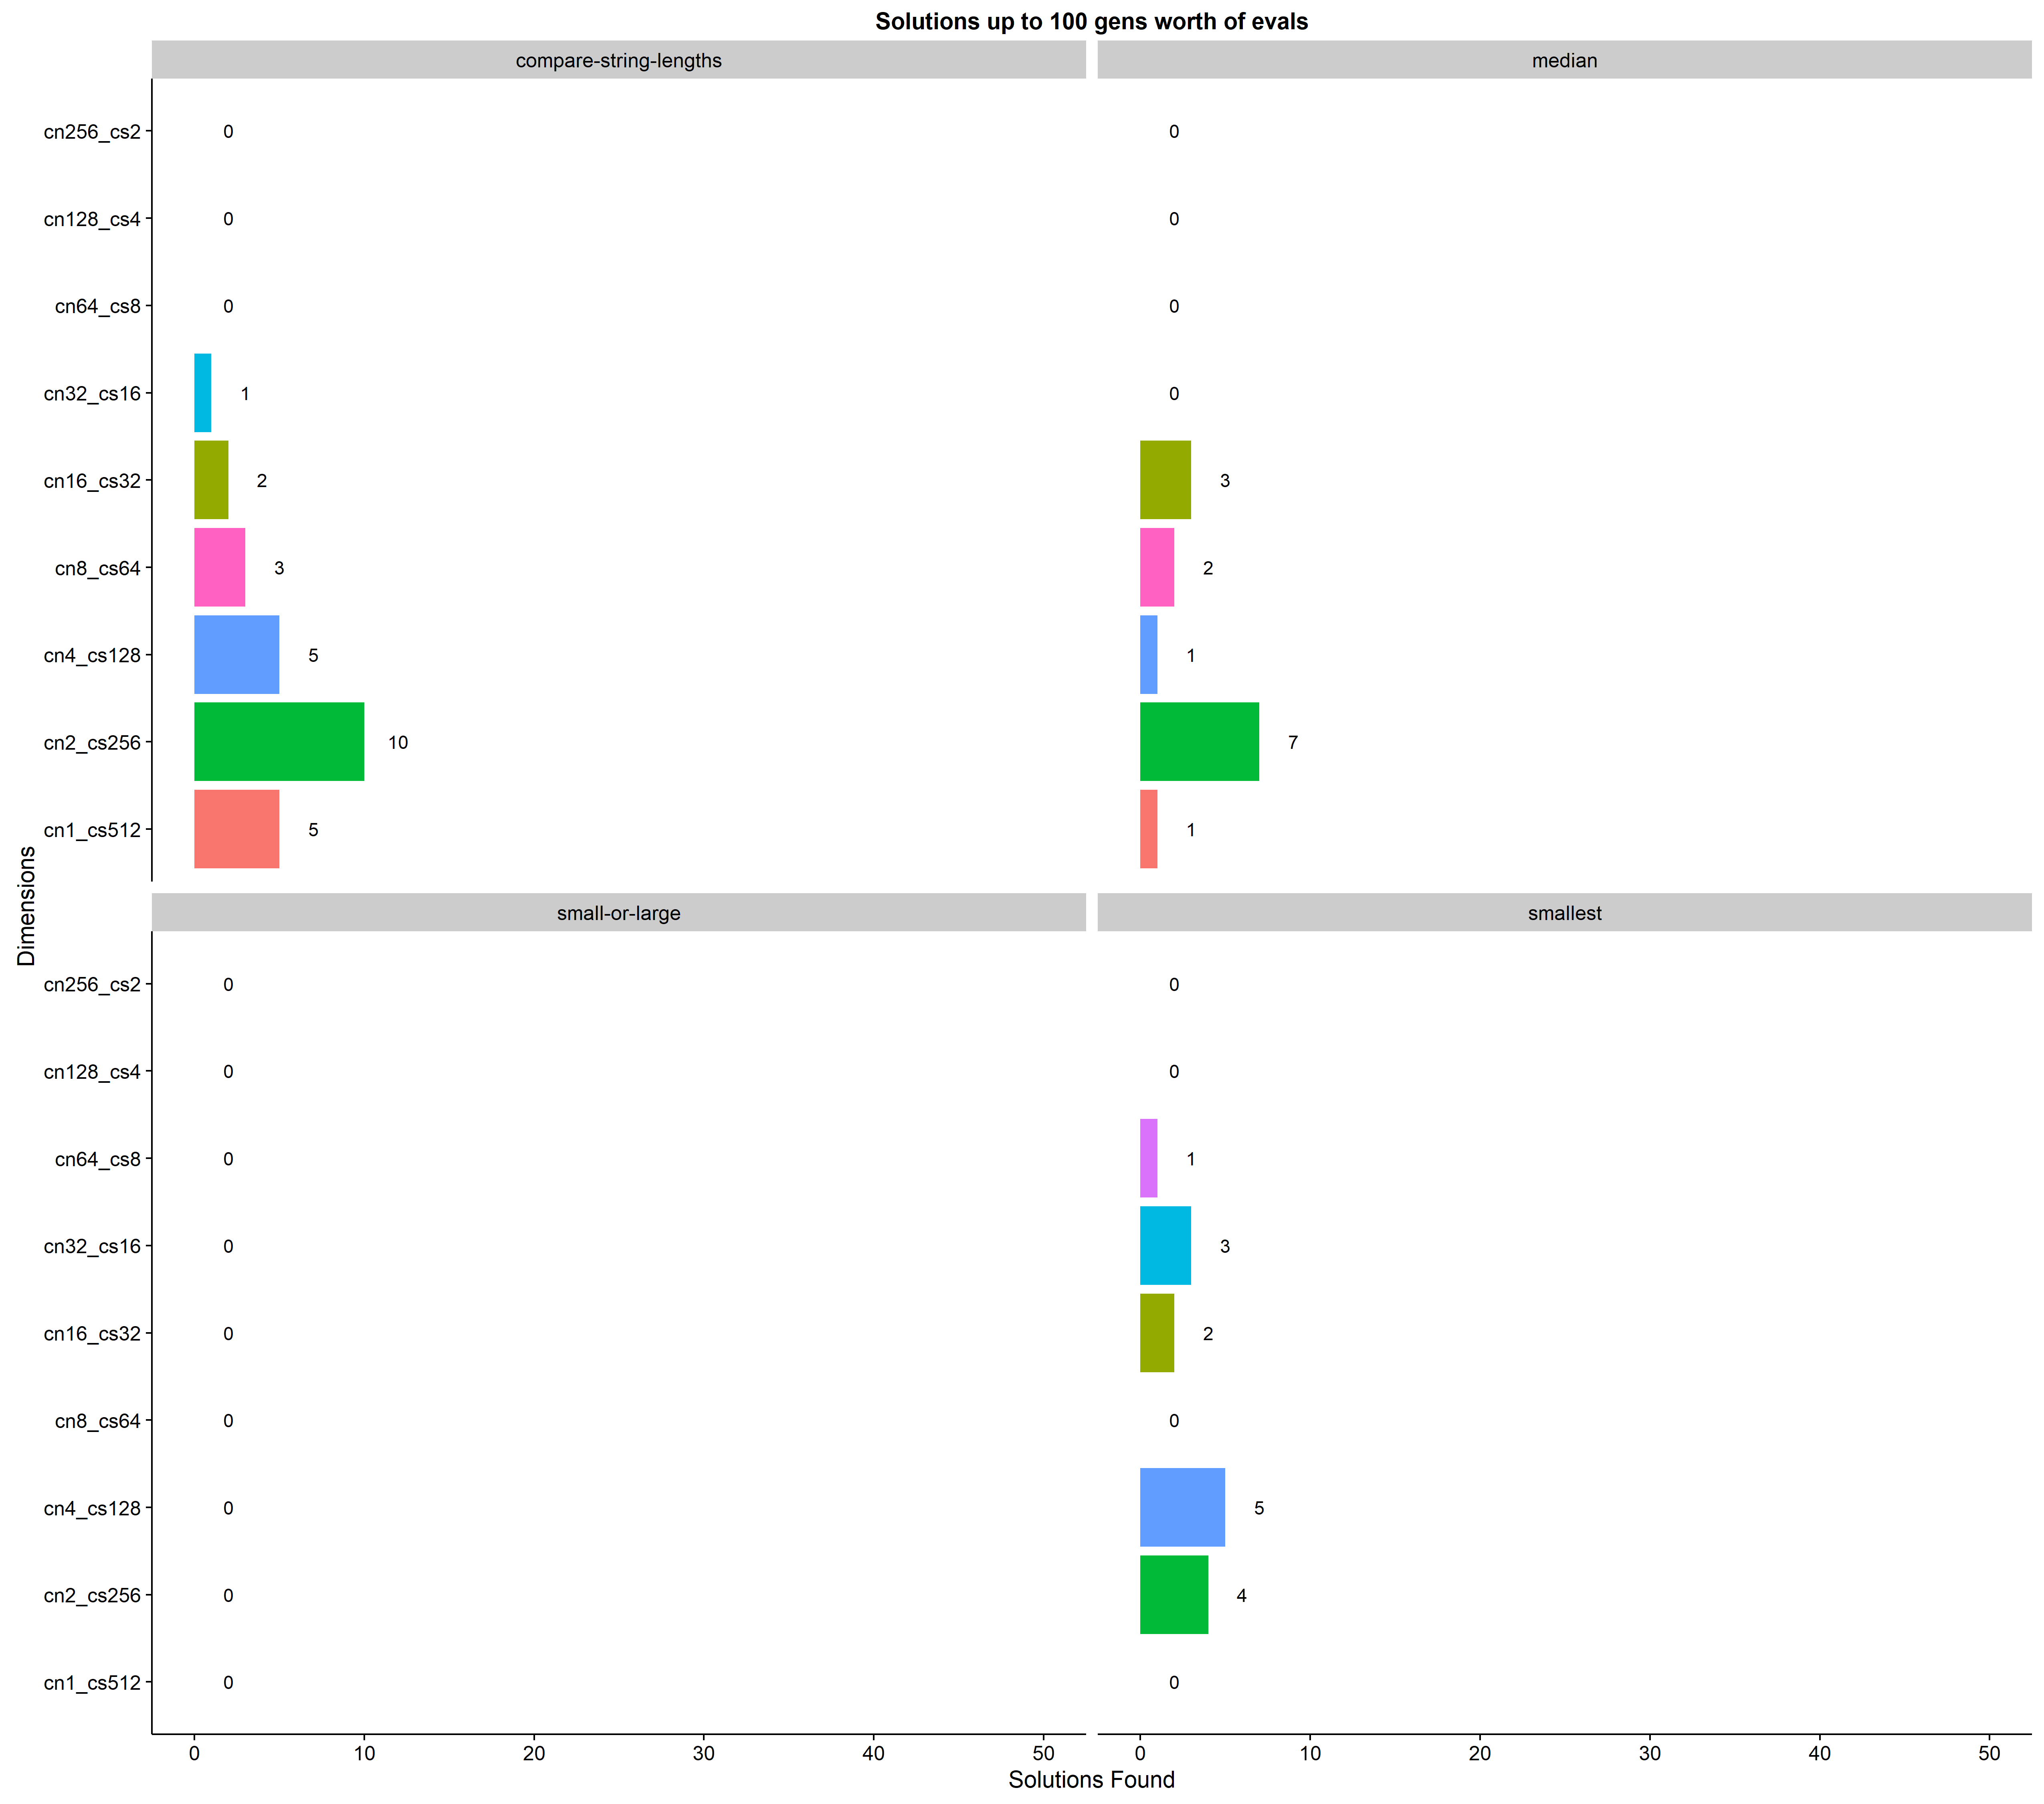 Solutions up to 100 gens worth of evals
compare-string-lengths
median
cn256_cs2 0 0
cn128_cs4 0 0
cn64_cs8 0 0
cn32_cs16 1 0
cn16_cs32 2 3
cn8_cs64 3 2
cn4_cs128 5 1
cn2_cs256 10 7
cn1_cs512 5 1
Dimensions
small-or-large
smallest
cn256_cs2 0 0
cn128_cs4 0 0
cn64_cs8 0 1
cn32_cs16 0 3
cn16_cs32 0 2
cn8_cs64 0 0
cn4_cs128 0 5
cn2_cs256 0 4
cn1_cs512 0 0
0 10 20 30 40 50 0 10 20 30 40 50
Solutions Found